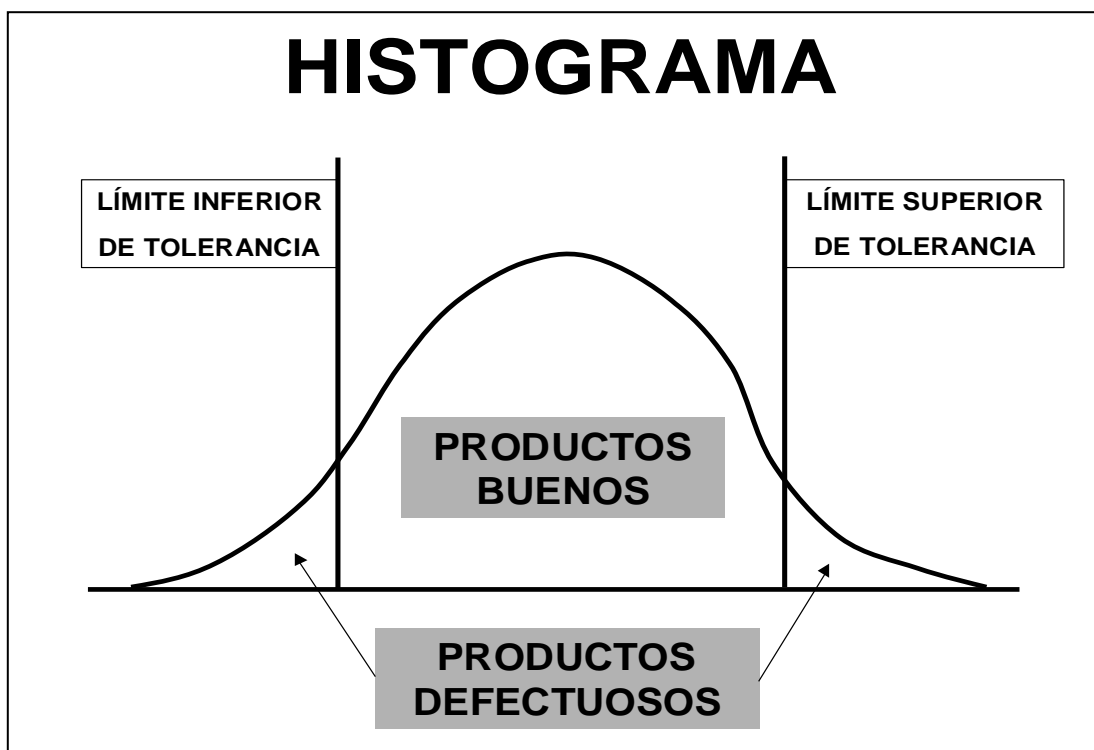 HISTOGRAMA
LÍMITE INFERIOR
DE TOLERANCIA
LÍMITE SUPERIOR
DE TOLERANCIA
PRODUCTOS
BUENOS
PRODUCTOS
DEFECTUOSOS